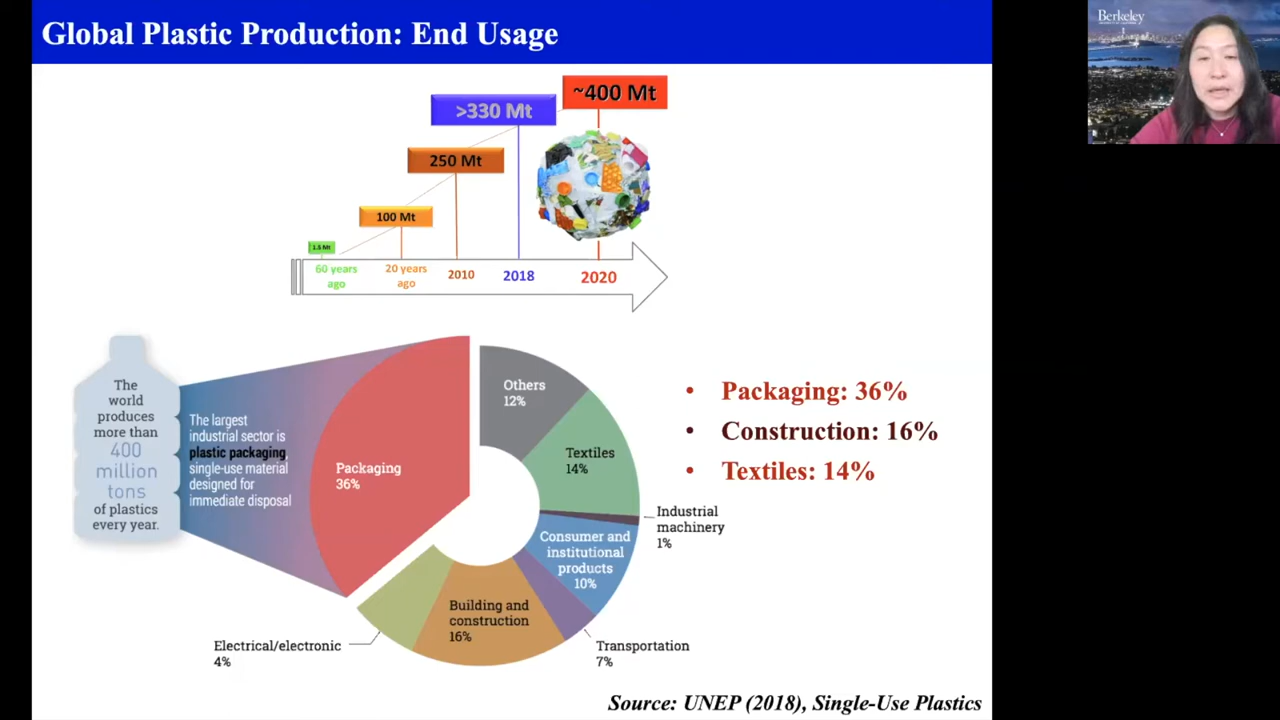 Global Plastic Production: End Usage
Berkeley
~400 Mt
>330 Mt
250 Mt
100 Mt
1.5 Mt
60 years
ago
20 years
ago
2010
2018
2020
The
world
produces
more than
400
million
tons
of plastics
every year.
The largest
industrial sector is
plastic packaging,
single-use material
designed for
immediate disposal
Packaging
36%
Others
12%
Textiles
14%
Industrial
machinery
1%
Consumer and
institutional
products
10%
Transportation
7%
Building and
construction
16%
Electrical/electronic
4%
• Packaging: 36%
• Construction: 16%
• Textiles: 14%
Source: UNEP (2018), Single-Use Plastics